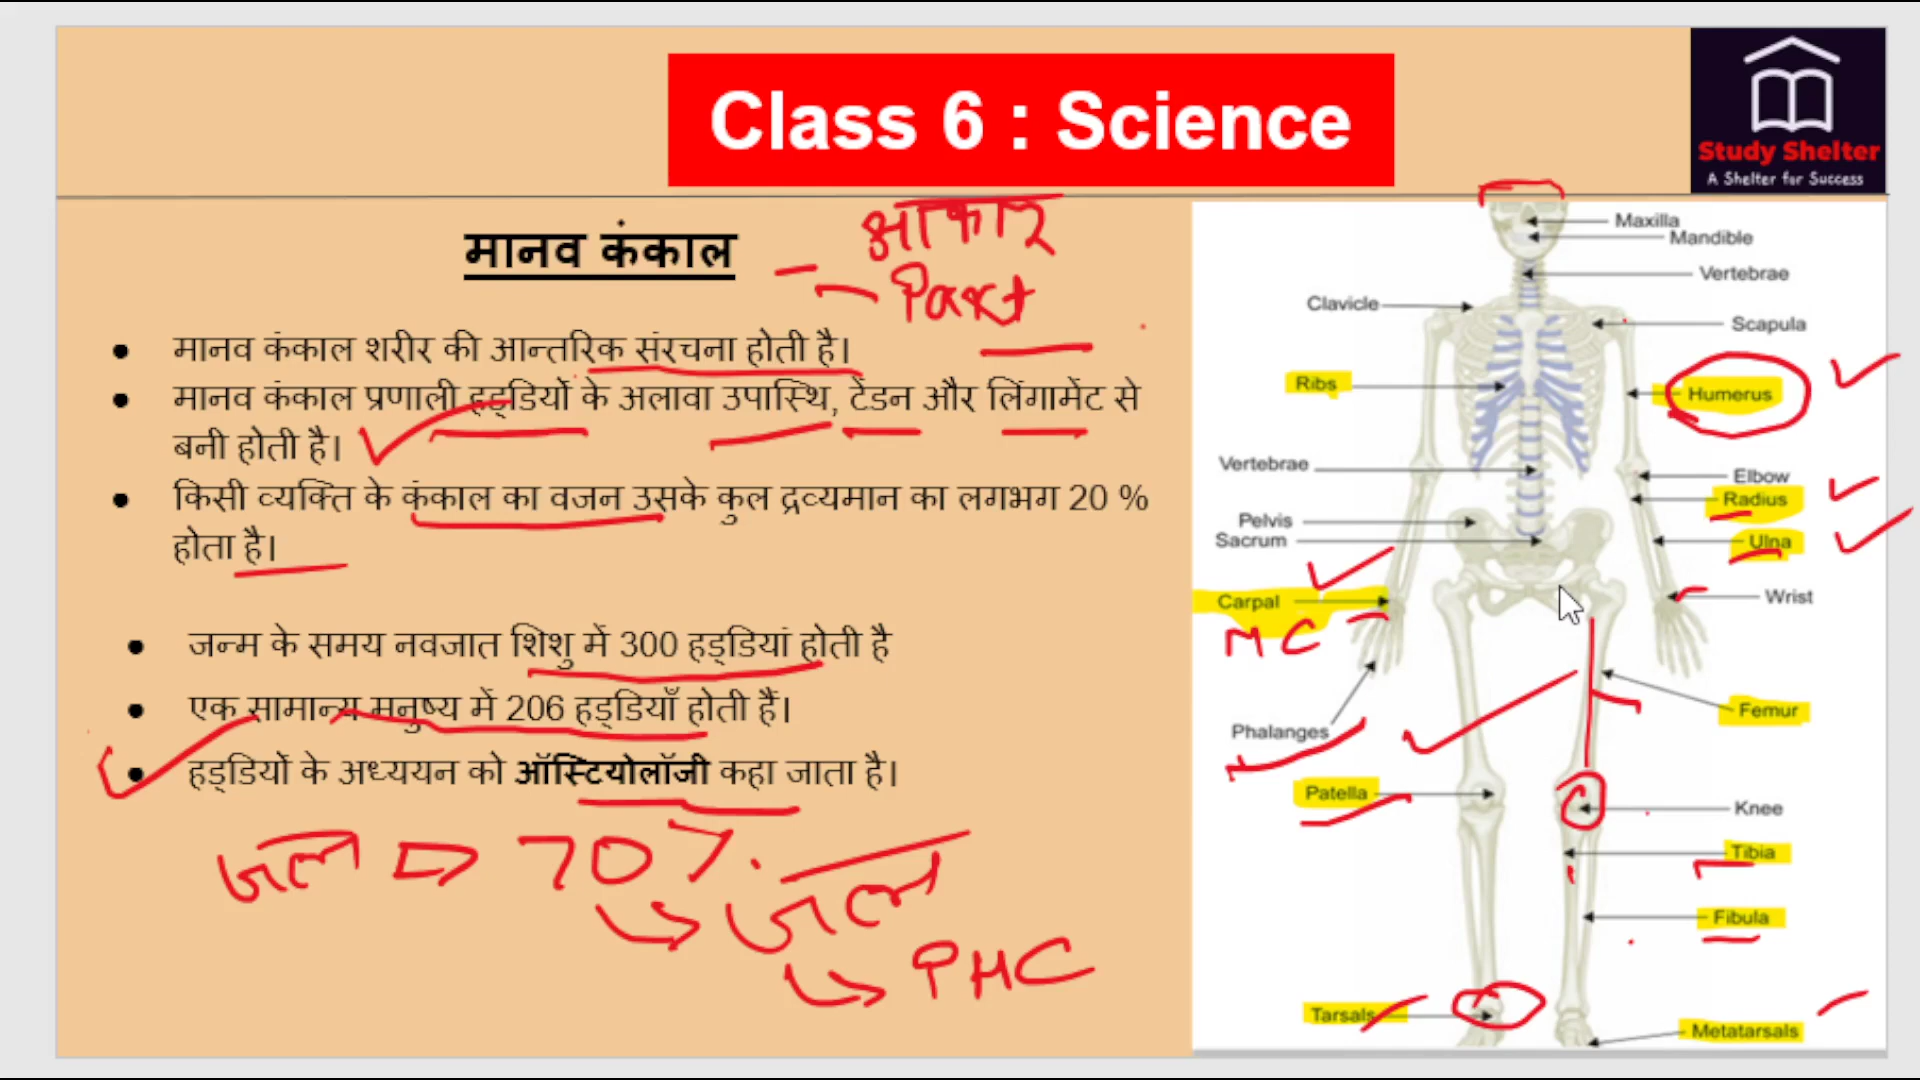 Class 6 : Science
Study Shelter
A Shelter for Success
मानव कंकाल
आकार
Part
मानव कंकाल शरीर की आन्तरिक संरचना होती है।
मानव कंकाल प्रणाली हड्डियों के अलावा उपास्थि, टेंडन और लिंगामेंट से
बनी होती है।
किसी व्यक्ति के कंकाल का वजन उसके कुल द्रव्यमान का लगभग 20 %
होता है।
जन्म के समय नवजात शिशु में 300 हड्डियां होती है
एक सामान्य मनुष्य में 206 हड्डियाँ होती हैं।
हड्डियों के अध्ययन को ऑस्टियोलॉजी कहा जाता है।
जल 70%
जल
PHC
Maxilla
Mandible
Vertebrae
Clavicle
Scapula
Ribs
Humerus
Vertebrae
Elbow
Radius
Pelvis
Sacrum
Ulna
Carpal
Wrist
MC
Femur
Phalanges
Patella
Knee
Tibia
Fibula
Tarsals
Metatarsals